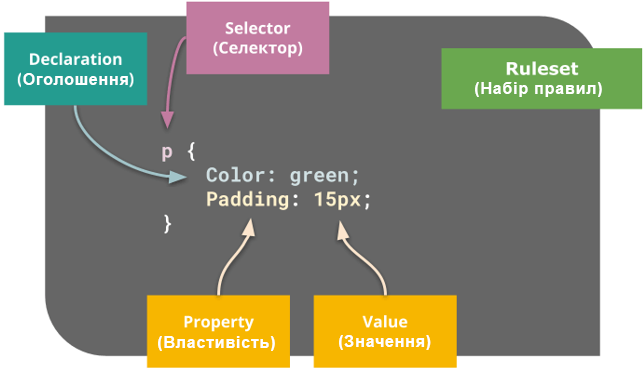 Selector
(Селектор)
Declaration
(Оголошення)
Ruleset
(Набір правил)
p {
Color: green;
Padding: 15px;
}
Property
(Властивість)
Value
(Значення)